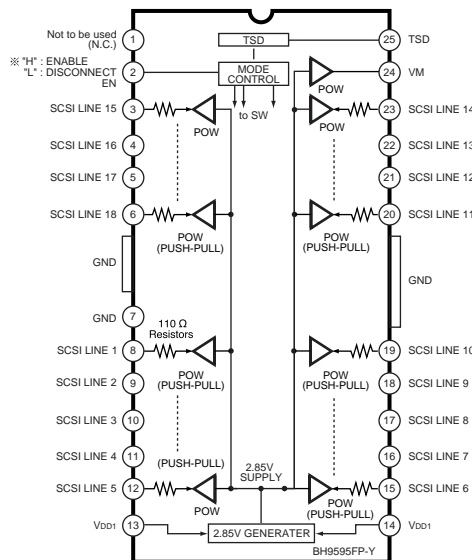 Not to be used
(N.C.)
1
TSD
25
TSD
※ "H" : ENABLE
"L" : DISCONNECT
EN
2
MODE
CONTROL
24
VM
POW
SCSI LINE 15
3
to SW
POW
23
SCSI LINE 14
POW
SCSI LINE 16
4
22
SCSI LINE 13
SCSI LINE 17
5
21
SCSI LINE 12
SCSI LINE 18
6
20
SCSI LINE 11
POW
(PUSH-PULL)
POW
(PUSH-PULL)
GND
GND
GND
7
110 Ω
Resistors
SCSI LINE 1
8
19
SCSI LINE 10
POW
(PUSH-PULL)
POW
(PUSH-PULL)
SCSI LINE 2
9
18
SCSI LINE 9
SCSI LINE 3
10
17
SCSI LINE 8
SCSI LINE 4
11
(PUSH-PULL)
2.85V
SUPPLY
16
SCSI LINE 7
SCSI LINE 5
12
POW
POW
(PUSH-PULL)
15
SCSI LINE 6
VDD1
13
2.85V GENERATER
14
VDD1
BH9595FP-Y